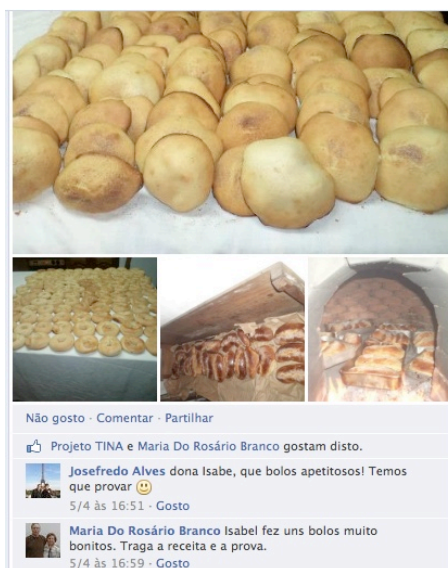 Não gosto · Comentar · Partilhar
Projeto TINA e Maria Do Rosário Branco gostam disto.
Josefredo Alves dona Isabe, que bolos apetitosos! Temos
que provar
5/4 às 16:51 · Gosto
Maria Do Rosário Branco Isabel fez uns bolos muito
bonitos. Traga a receita e a prova.
5/4 às 16:59 · Gosto